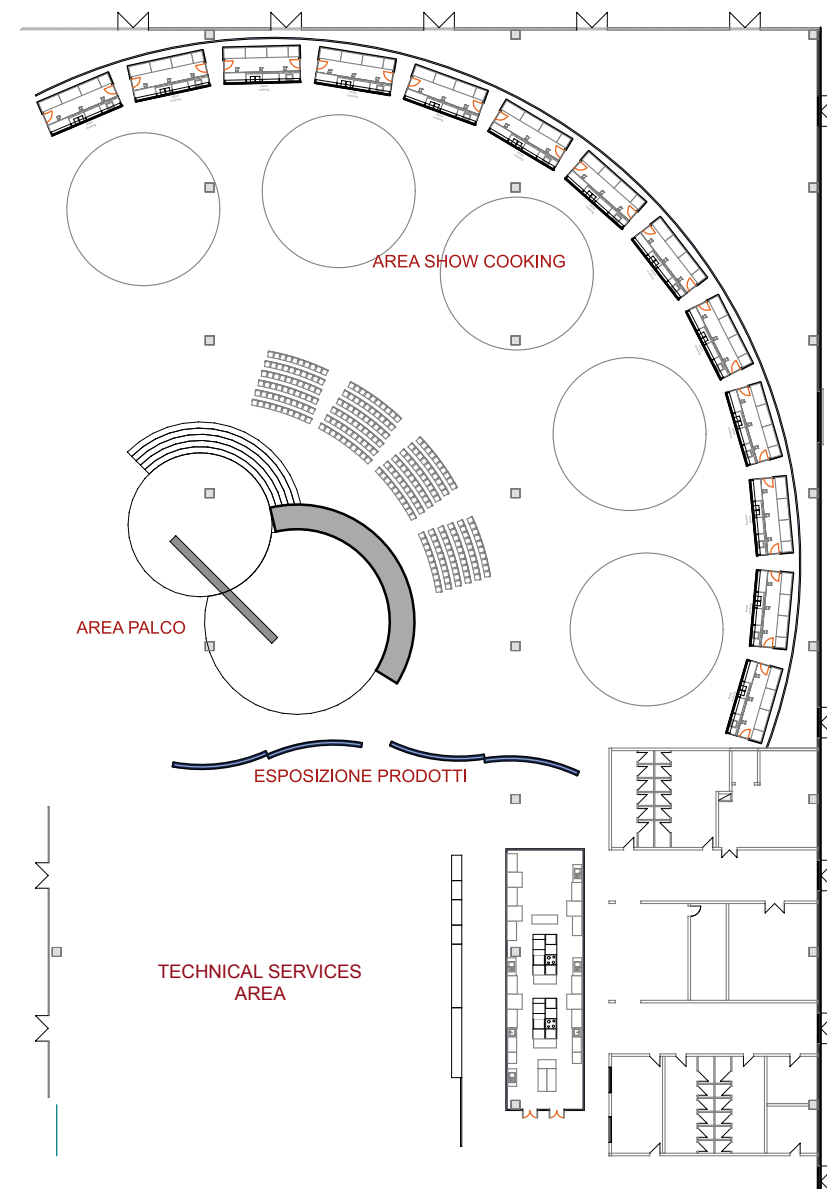 AREA SHOW COOKING
AREA PALCO
ESPOSIZIONE PRODOTTI
TECHNICAL SERVICES
AREA